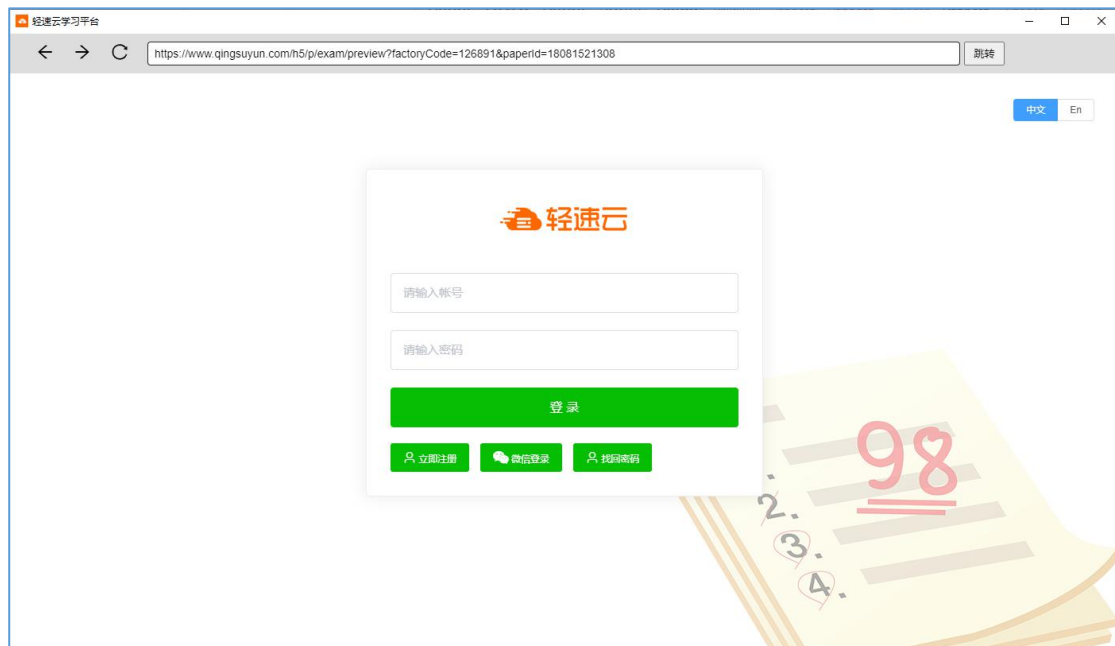 轻速云学习平台
https://www.qingsuyun.com/h5/p/exam/preview?factoryCode=126891&paperId=18081521308
跳转
中文 En
轻速云
请输入帐号
请输入密码
登 录
立即注册 微信登录 找回密码
98
2.
3.
4.